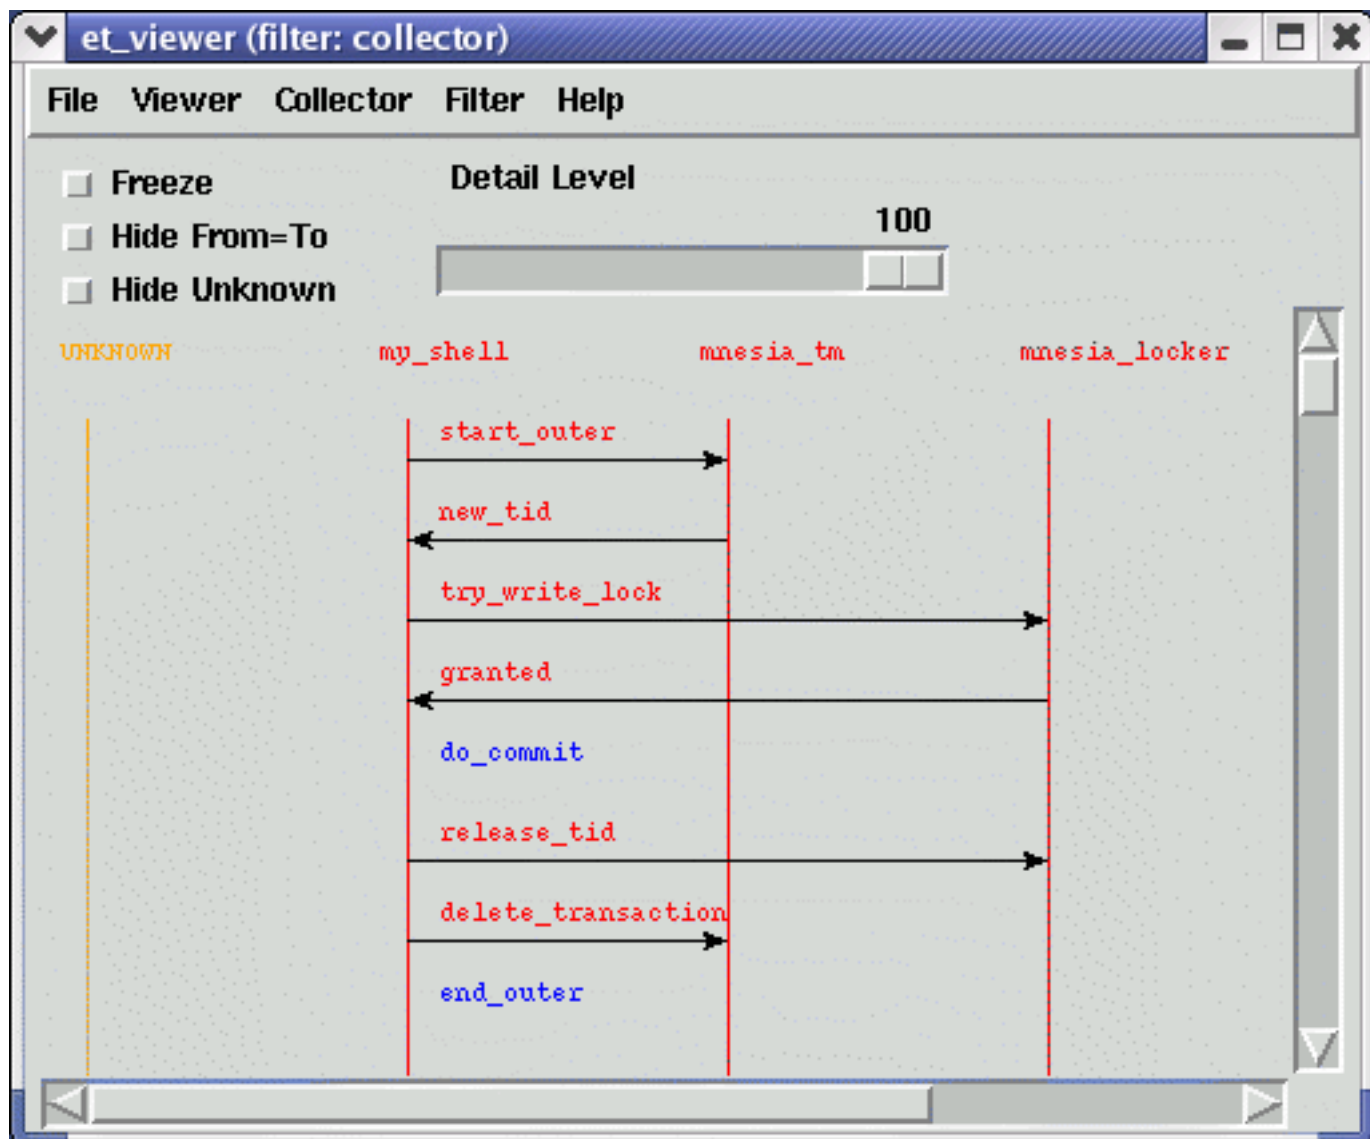 et_viewer (filter: collector)
File Viewer Collector Filter Help
Freeze
Detail Level
Hide From=To
100
Hide Unknown
UNKNOWN my_shell mnesia_tm mnesia_locker
start_outer
new_tid
try_write_lock
granted
do_commit
release_tid
delete_transaction
end_outer